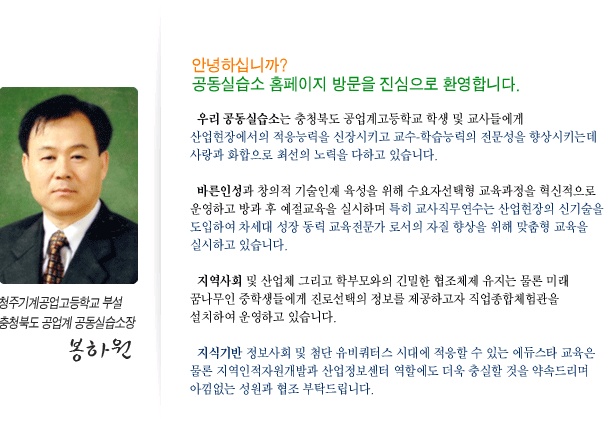 안녕하십니까?
공동실습소 홈페이지 방문을 진심으로 환영합니다.
우리 공동실습소는 충청북도 공업계고등학교 학생 및 교사들에게
산업현장에서의 적응능력을 신장시키고 교수-학습능력의 전문성을 향상시키는데
사랑과 화합으로 최선의 노력을 다하고 있습니다.
바른인성과 창의적 기술인재 육성을 위해 수요자선택형 교육과정을 혁신적으로
운영하고 방과 후 예절교육을 실시하며 특히 교사직무연수는 산업현장의 신기술을
도입하여 차세대 성장 동력 교육전문가 로서의 자질 향상을 위해 맞춤형 교육을
실시하고 있습니다.
지역사회 및 산업체 그리고 학부모와의 긴밀한 협조체제 유지는 물론 미래
꿈나무인 중학생들에게 진로선택의 정보를 제공하고자 직업종합체험관을
설치하여 운영하고 있습니다.
지식기반 정보사회 및 첨단 유비쿼터스 시대에 적응할 수 있는 에듀스타 교육은
물론 지역인적자원개발과 산업정보센터 역할에도 더욱 충실할 것을 약속드리며
아낌없는 성원과 협조 부탁드립니다.
청주기계공업고등학교 부설
충청북도 공업계 공동실습소장
봉하원